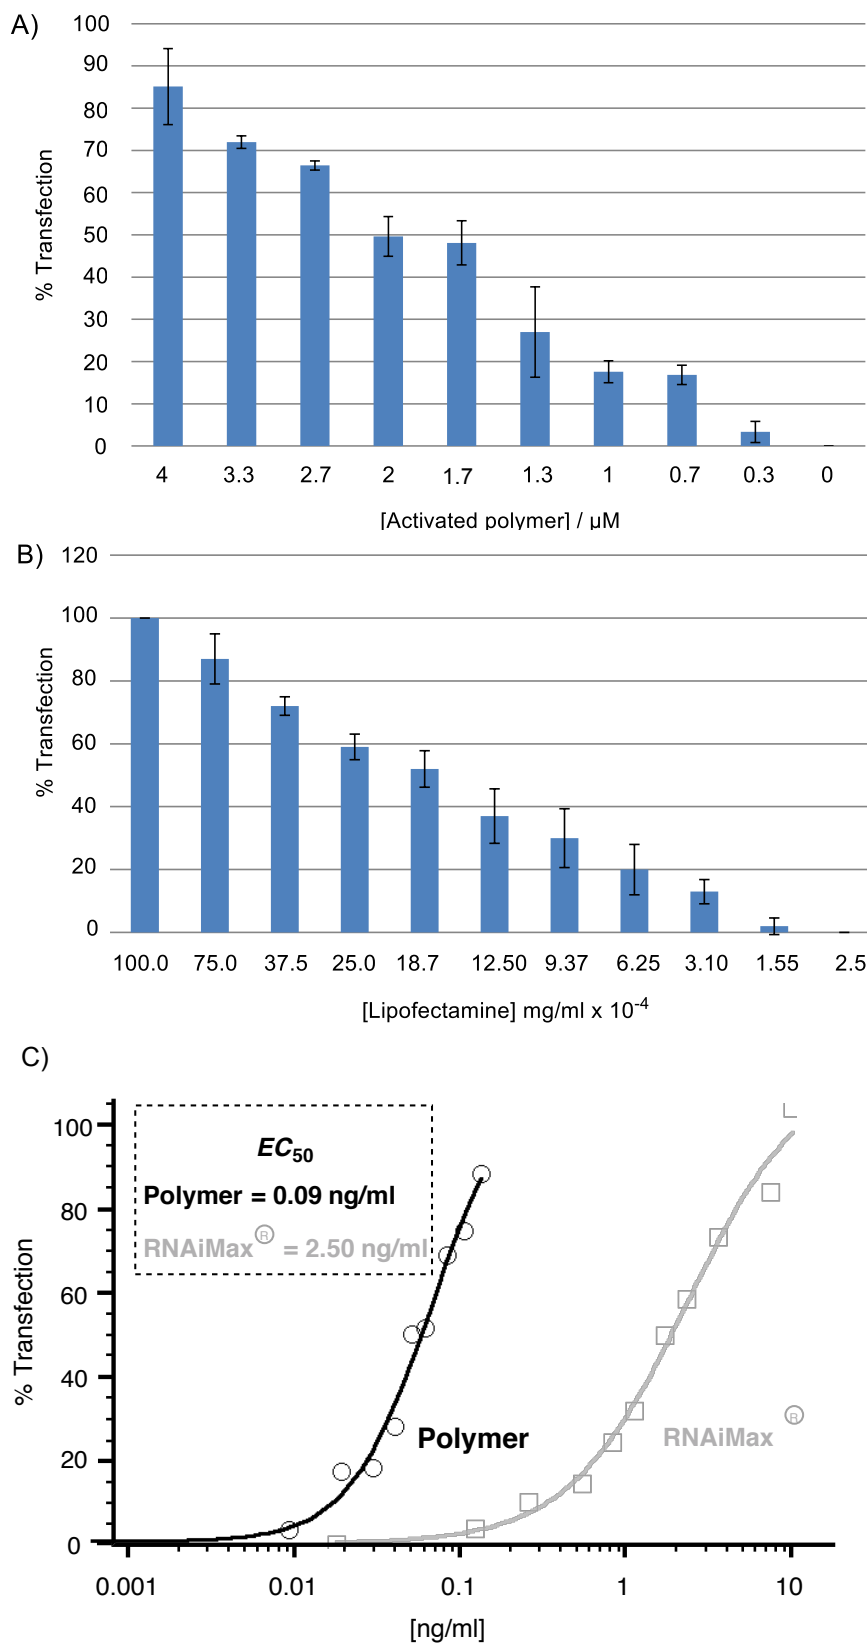 A)
100
90
80
70
60
50
40
30
20
10
0
% Transfection
4 3.3 2.7 2 1.7 1.3 1 0.7 0.3 0
[Activated polymer] / µM
B)
120
100
80
60
40
20
0
% Transfection
100.0 75.0 37.5 25.0 18.7 12.50 9.37 6.25 3.10 1.55 2.5
[Lipofectamine] mg/ml x 10⁻⁴
C)
100
80
60
40
20
0
% Transfection
EC₅₀
Polymer = 0.09 ng/ml
RNAiMax® = 2.50 ng/ml
Polymer
RNAiMax®
0.001 0.01 0.1 1 10
[ng/ml]